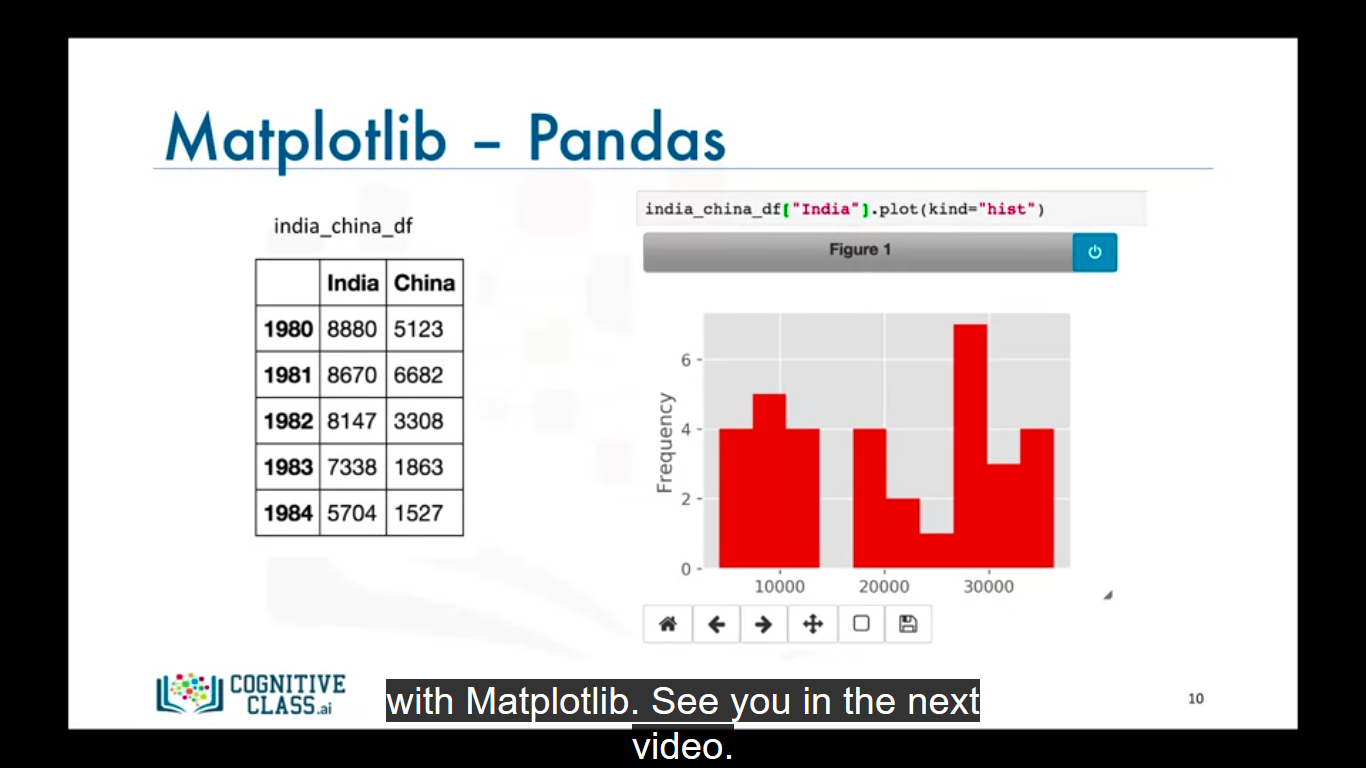 Matplotlib – Pandas
india_china_df
India China
1980 8880 5123
1981 8670 6682
1982 8147 3308
1983 7338 1863
1984 5704 1527
india_china_df["India"].plot(kind="hist")
Figure 1
Frequency
6
4
2
0
10000 20000 30000
COGNITIVE
CLASS.ai
with Matplotlib. See you in the next
video.
10